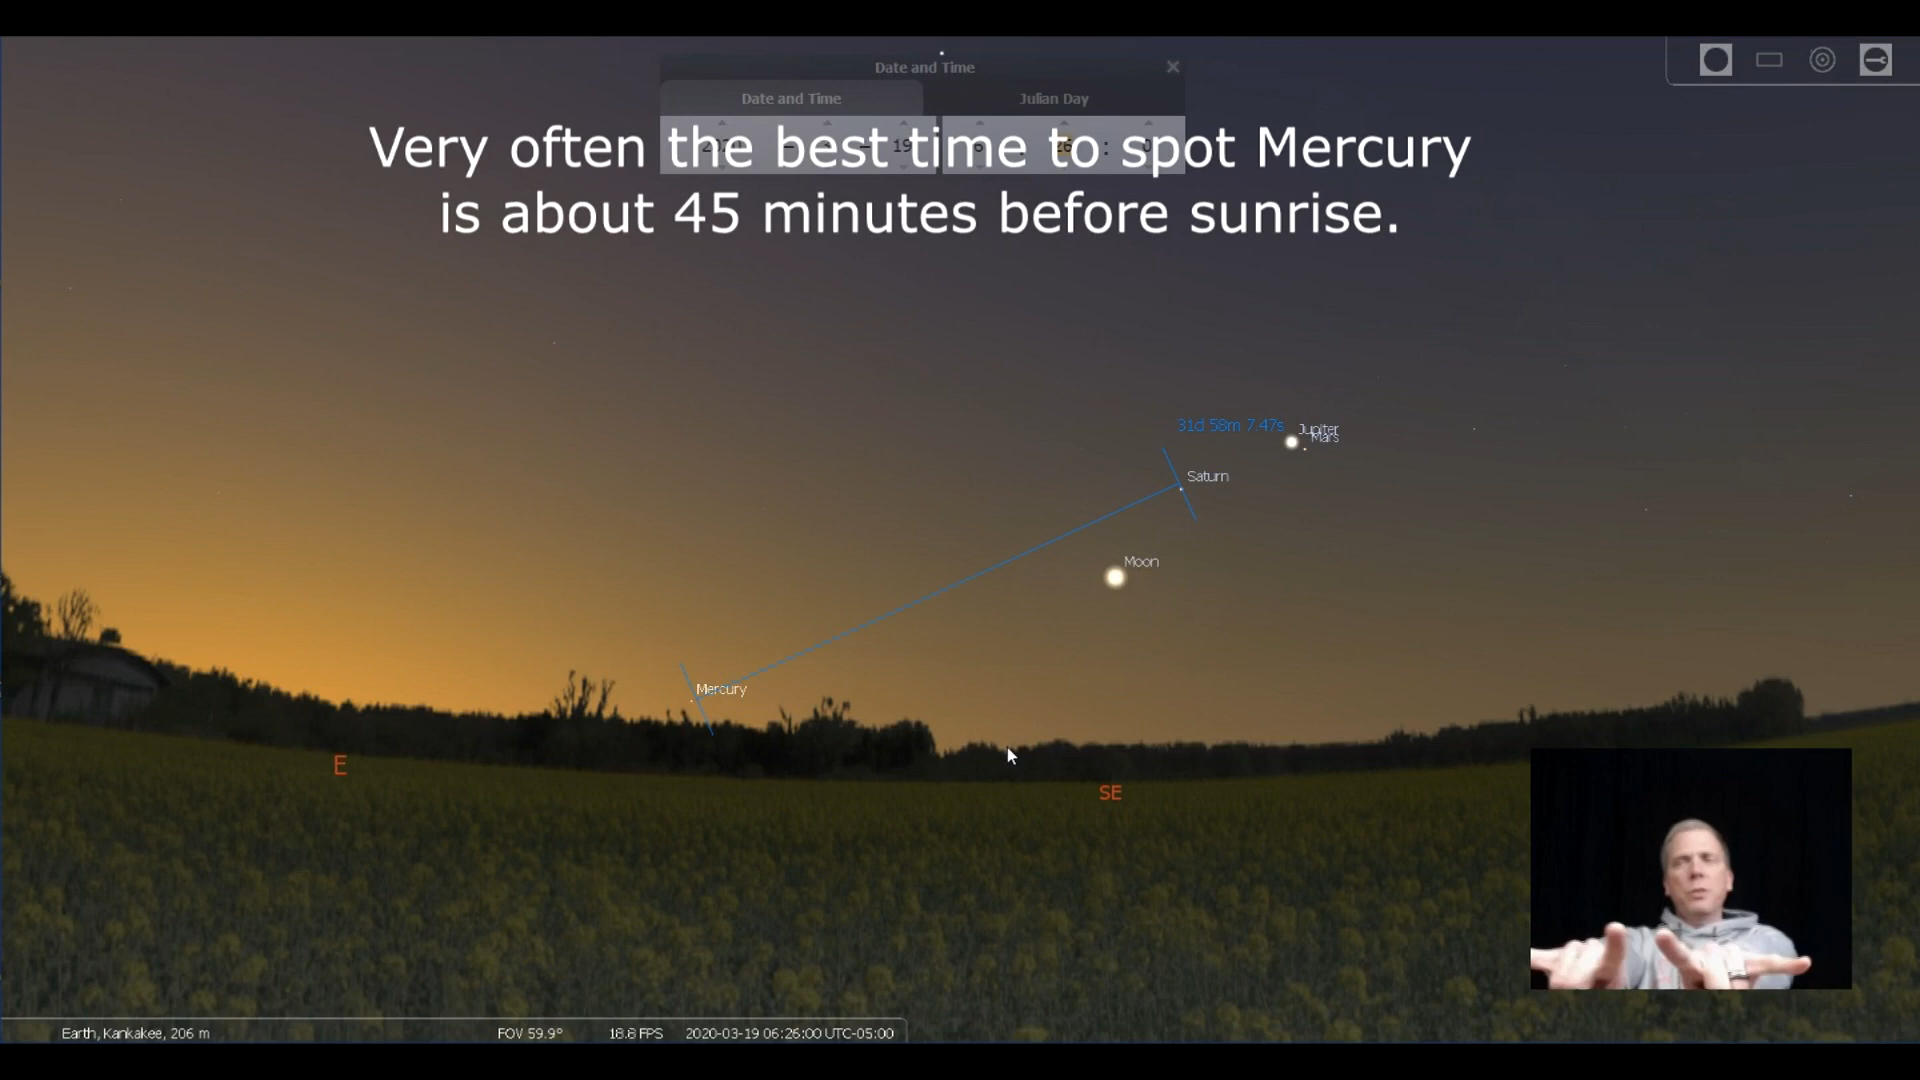 Date and Time
Date and Time
Julian Day
Very often the best time to spot Mercury
is about 45 minutes before sunrise.
19
26
:
31d 58m 7.47s
Jupiter
Mars
Saturn
Moon
Mercury
E
SE
Earth, Kankakee, 206 m
FOV 59.9°
18.8 FPS
2020-03-19 06:26:00 UTC-05:00